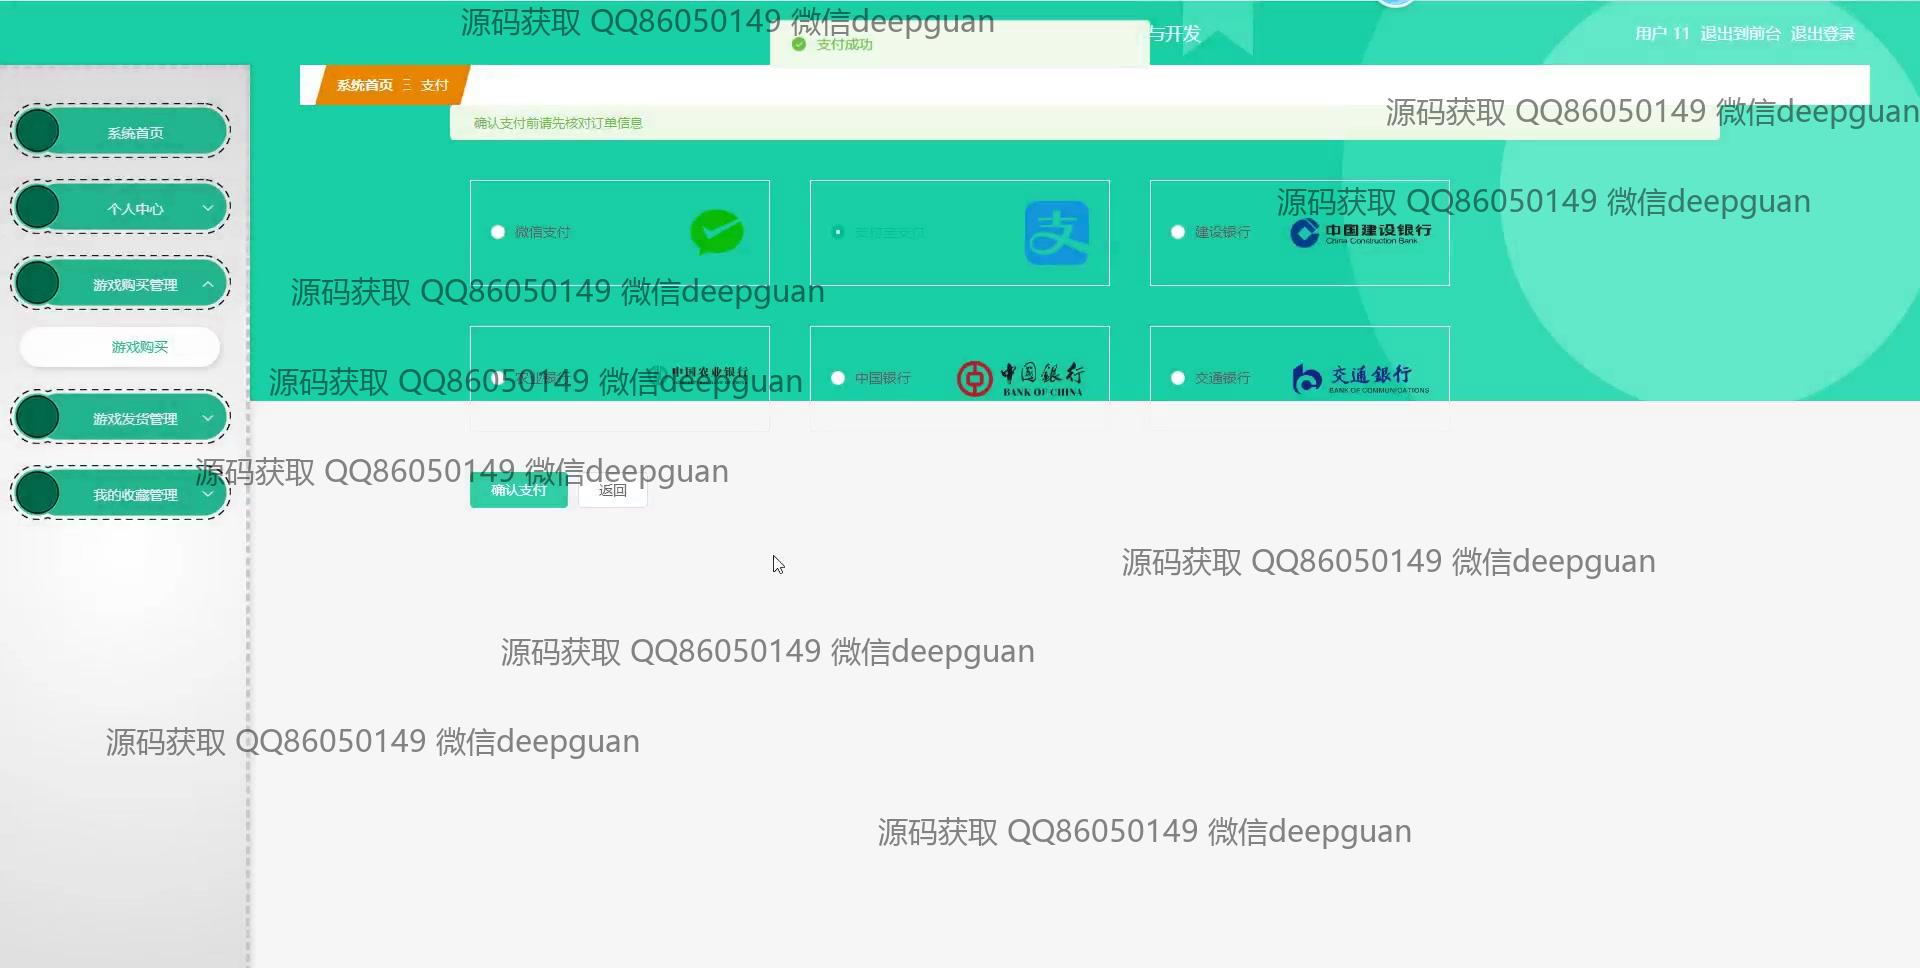 源码获取 QQ86050149 微信deepguan
与开发
用户 11 退出到前台 退出登录
支付成功
系统首页 三 支付
源码获取 QQ86050149 微信deepguan
确认支付前请先核对订单信息
系统首页
个人中心
游戏购买管理
游戏购买
游戏发货管理
我的收藏管理
源码获取 QQ86050149 微信deepguan
微信支付
支付宝支付
支
建设银行
中国建设银行
China Construction Bank
源码获取 QQ86050149 微信deepguan
农业银行
中国农业银行
中国银行
中国銀行
BANK OF CHINA
交通银行
交通銀行
BANK OF COMMUNICATIONS
源码获取 QQ86050149 微信deepguan
源码获取 QQ86050149 微信deepguan
确认支付
返回
源码获取 QQ86050149 微信deepguan
源码获取 QQ86050149 微信deepguan
源码获取 QQ86050149 微信deepguan
源码获取 QQ86050149 微信deepguan